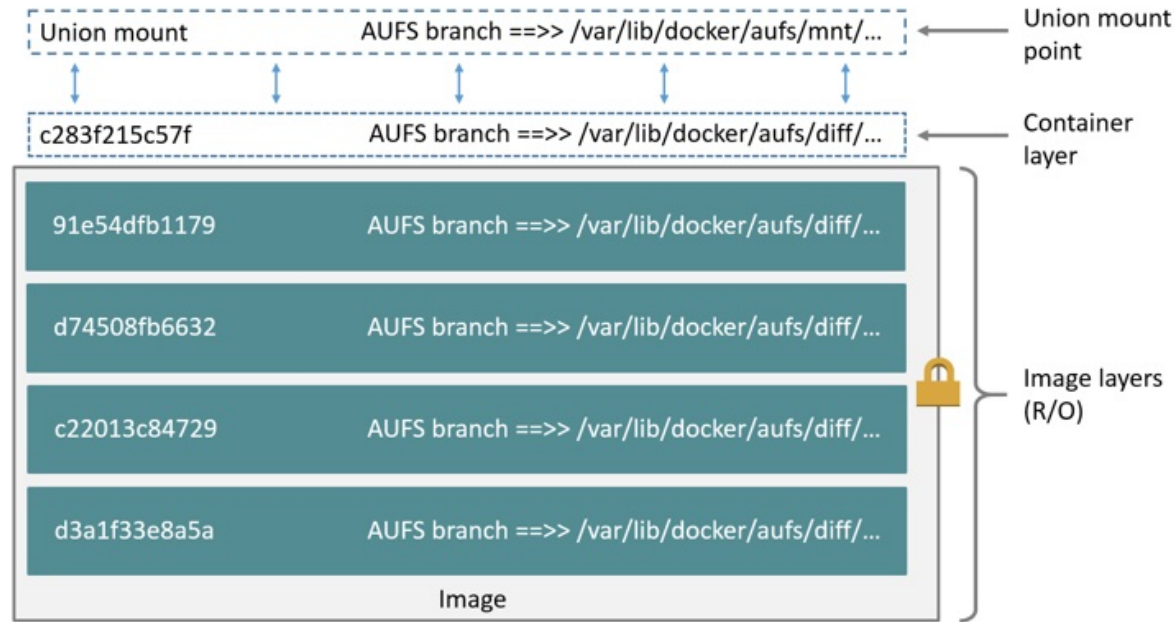 Union mount AUFS branch ==>> /var/lib/docker/aufs/mnt/...
Union mount
point
c283f215c57f AUFS branch ==>> /var/lib/docker/aufs/diff/...
Container
layer
91e54dfb1179 AUFS branch ==>> /var/lib/docker/aufs/diff/...
d74508fb6632 AUFS branch ==>> /var/lib/docker/aufs/diff/...
c22013c84729 AUFS branch ==>> /var/lib/docker/aufs/diff/...
d3a1f33e8a5a AUFS branch ==>> /var/lib/docker/aufs/diff/...
Image layers
(R/O)
Image